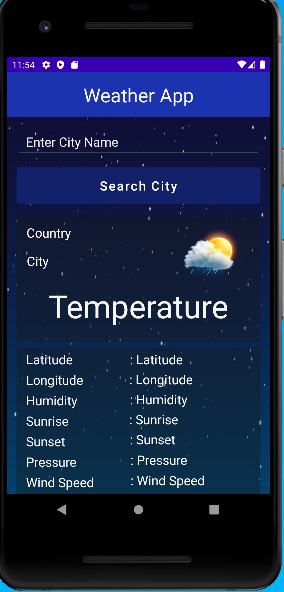 11:54
Weather App
Enter City Name
Search City
Country
City
Temperature
Latitude : Latitude
Longitude : Longitude
Humidity : Humidity
Sunrise : Sunrise
Sunset : Sunset
Pressure : Pressure
Wind Speed : Wind Speed